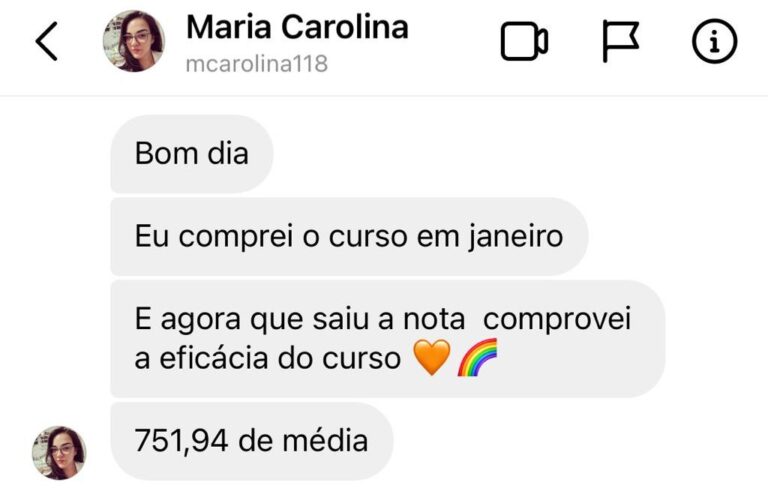 Maria Carolina
mcarolina118
Bom dia
Eu comprei o curso em janeiro
E agora que saiu a nota comprovei
a eficácia do curso 🧡🌈
751,94 de média